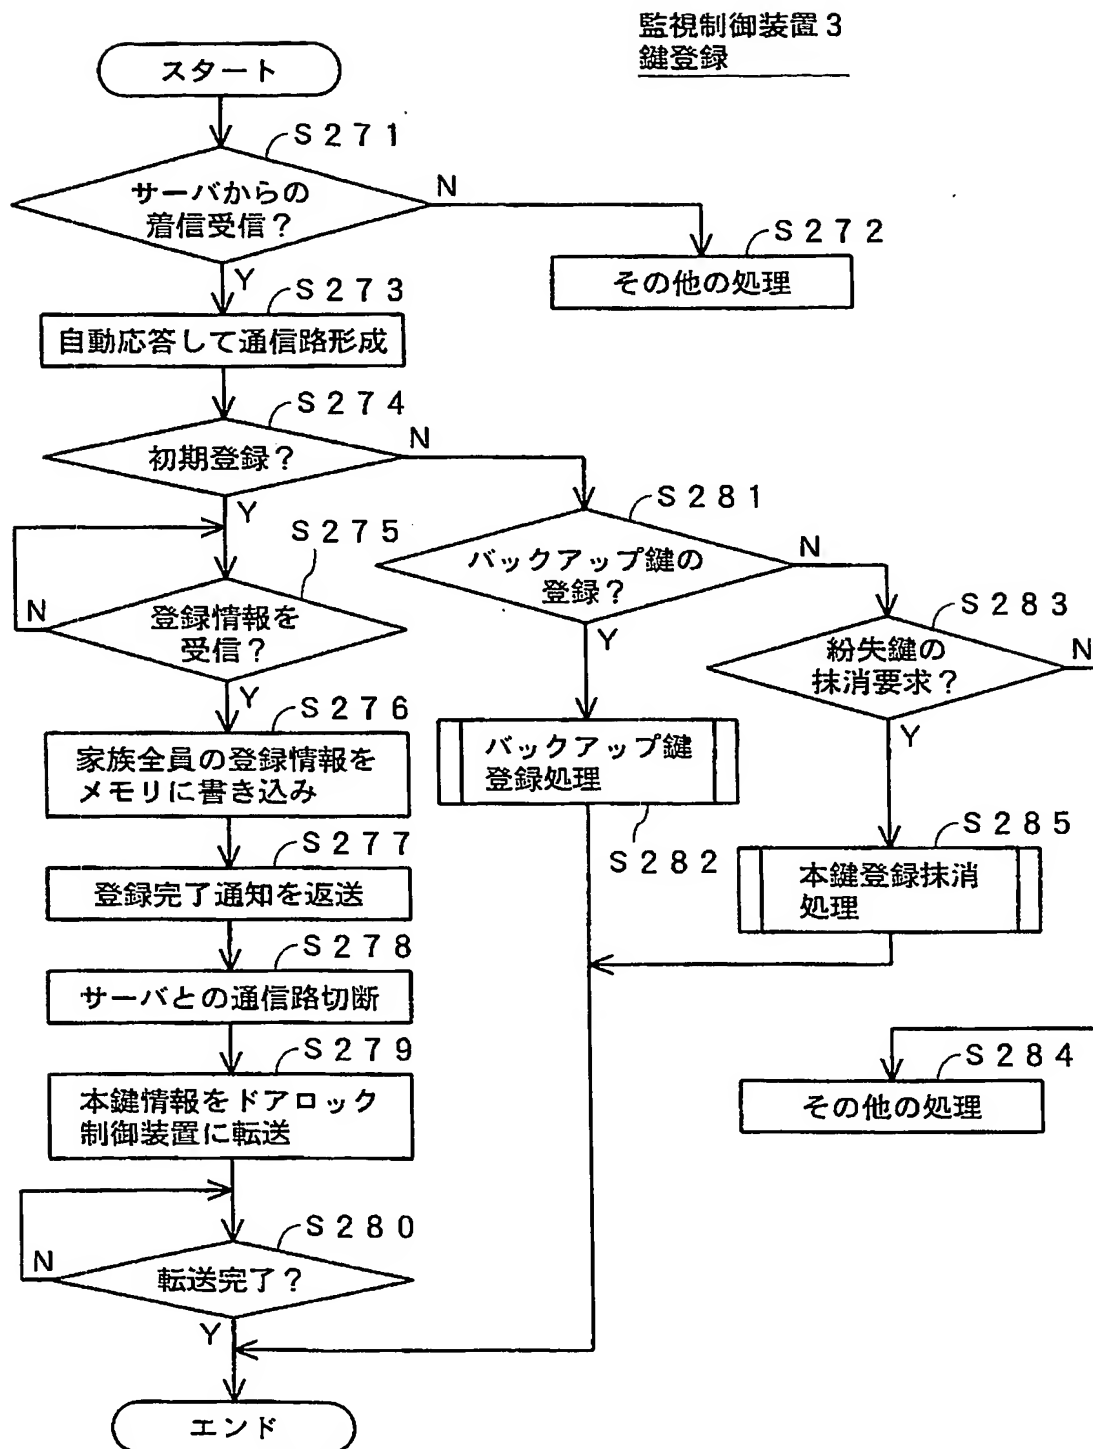 監視制御装置3
鍵登録
スタート
S271
サーバからの
着信受信?
N
Y
S272
その他の処理
S273
自動応答して通信路形成
S274
初期登録?
N
Y
S275
登録情報を
受信?
N
Y
S281
バックアップ鍵の
登録?
N
Y
S283
紛失鍵の
抹消要求?
N
Y
S276
家族全員の登録情報を
メモリに書き込み
バックアップ鍵
登録処理
S282
S285
本鍵登録抹消
処理
S277
登録完了通知を返送
S278
サーバとの通信路切断
S279
本鍵情報をドアロック
制御装置に転送
S284
その他の処理
S280
転送完了?
N
Y
エンド